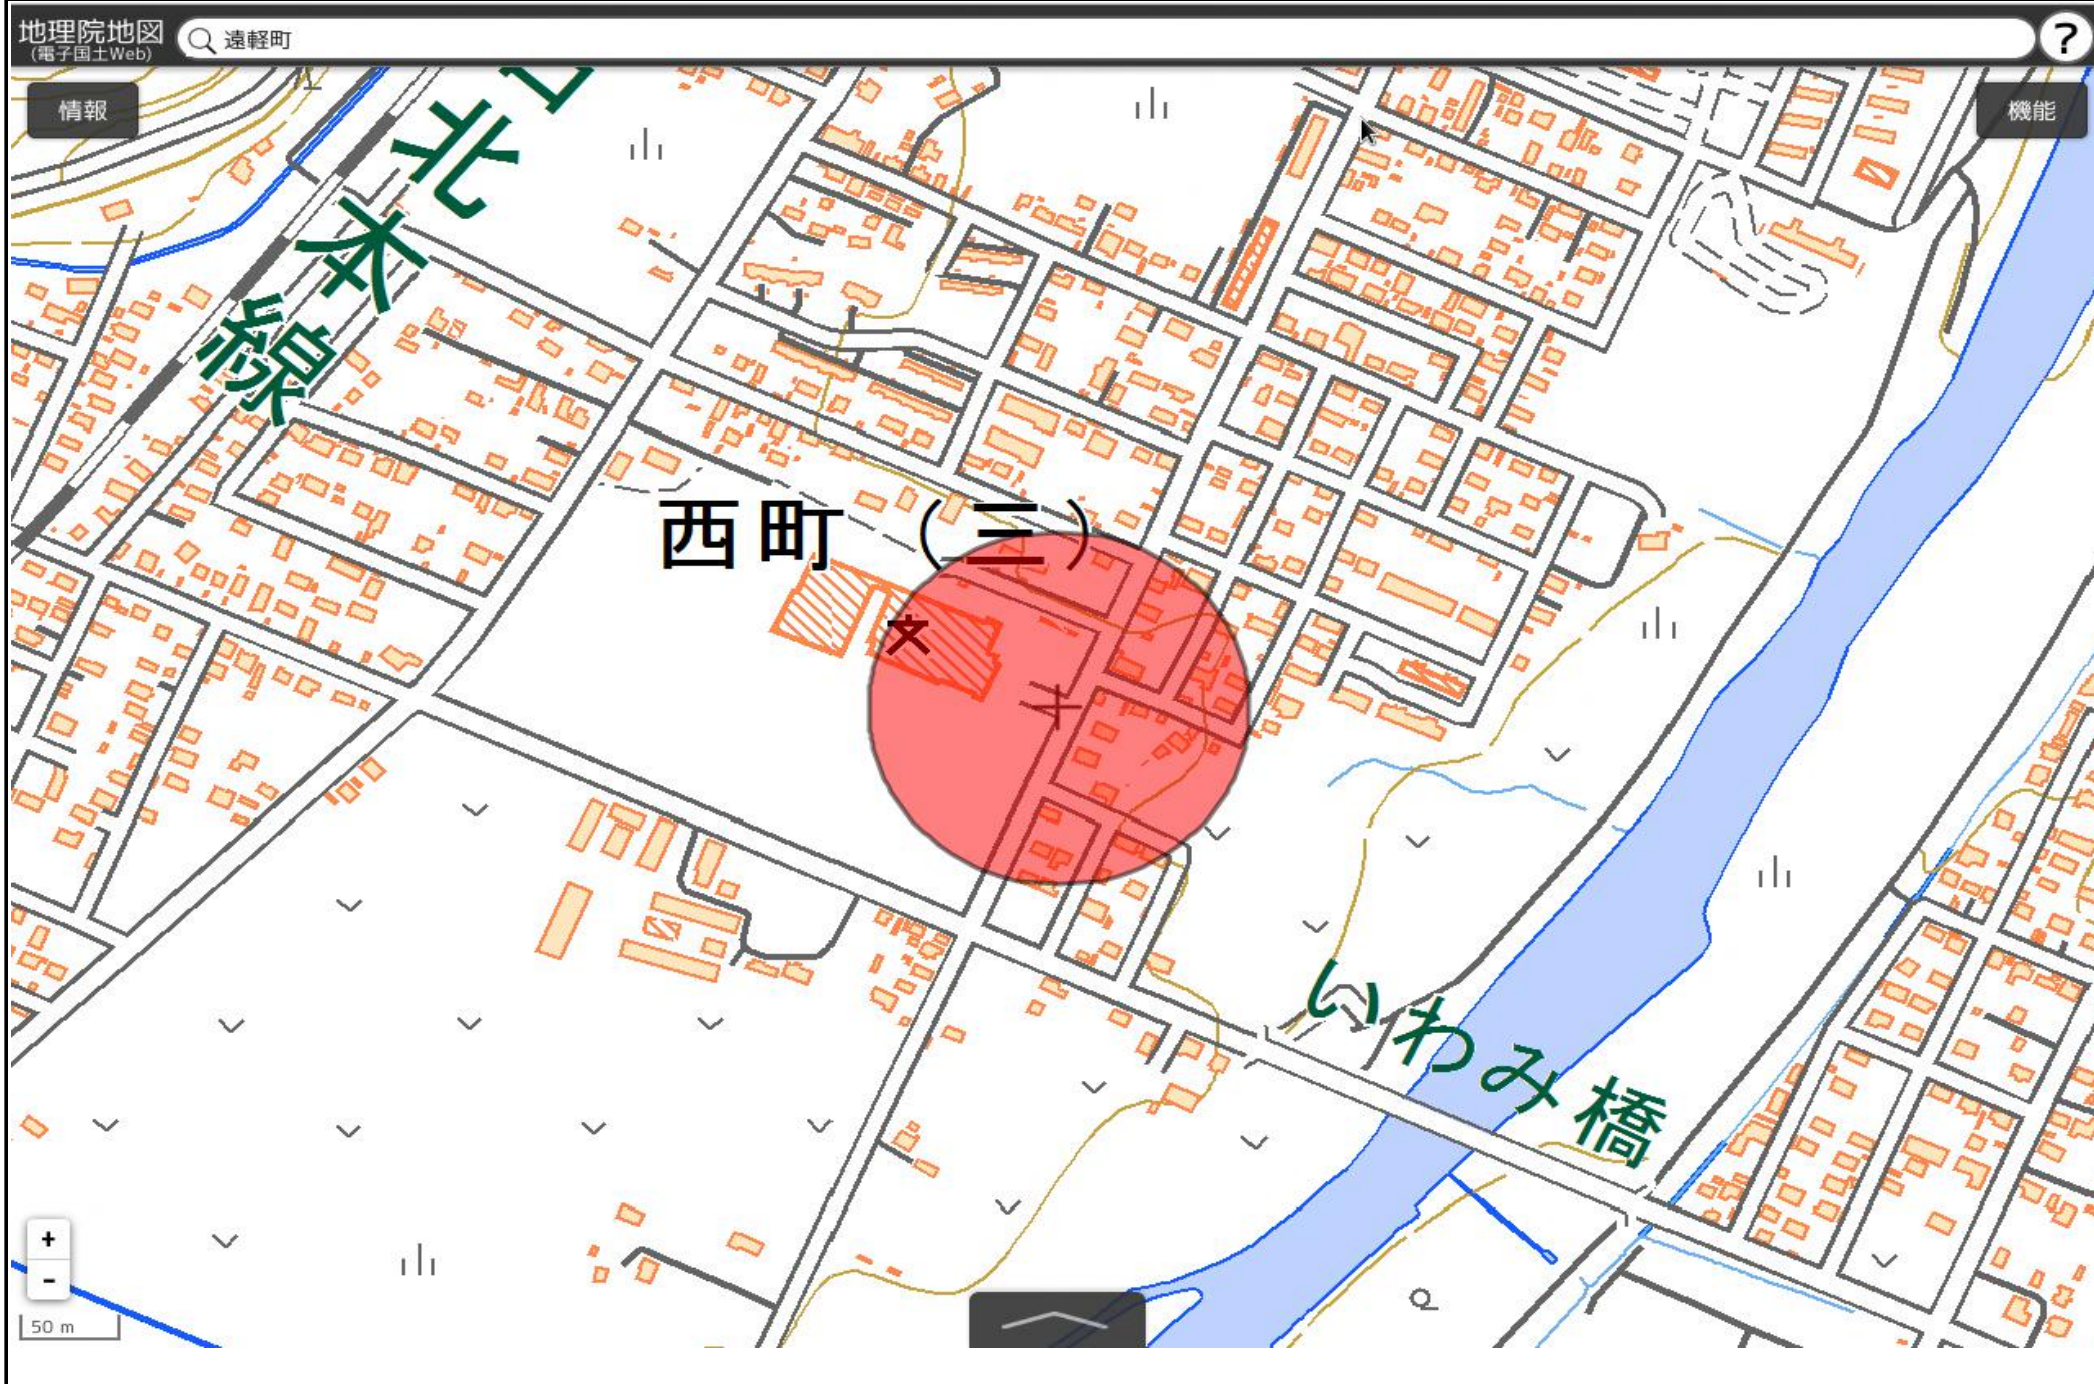 地理院地図
(電子国土Web)
遠軽町
?
情報
機能
北本線
西町（三）
文
いわみ橋
+
-
50 m